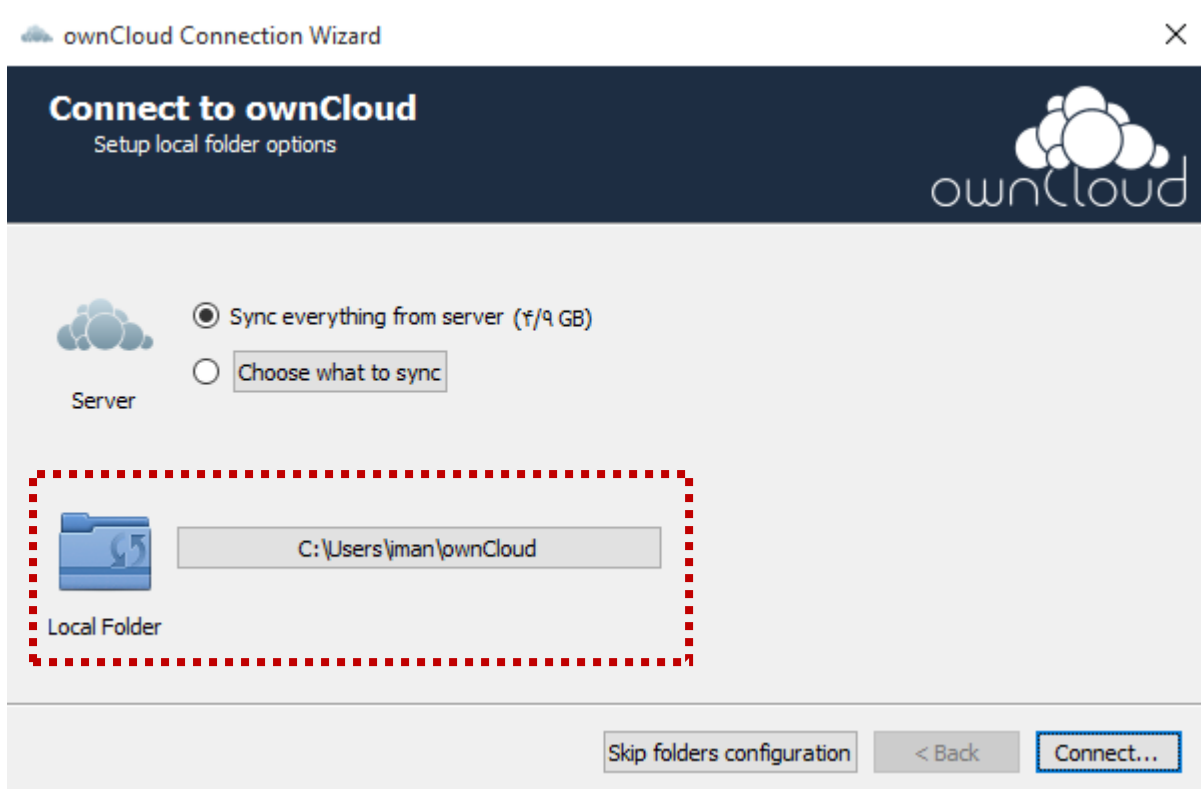 ownCloud Connection Wizard
Connect to ownCloud
Setup local folder options
ownCloud
Sync everything from server (۴/۹ GB)
Choose what to sync
Server
C:\Users\iman\ownCloud
Local Folder
Skip folders configuration
< Back
Connect...